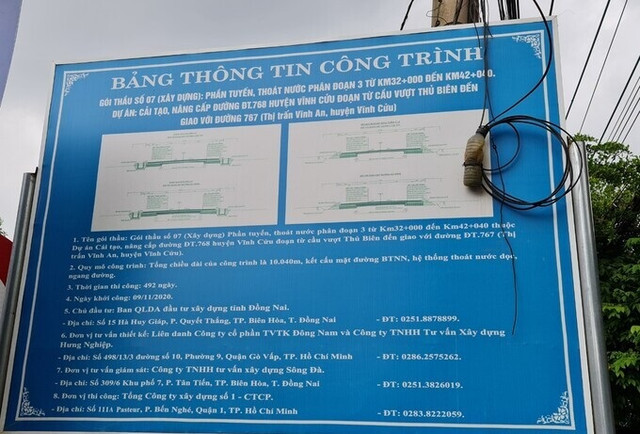 BẢNG THÔNG TIN CÔNG TRÌNH
GÓI THẦU SỐ 07 (XÂY DỰNG): PHẦN TUYẾN, THOÁT NƯỚC PHÂN ĐOẠN 3 TỪ KM32+000 ĐẾN KM42+040.
DỰ ÁN: CẢI TẠO, NÂNG CẤP ĐƯỜNG ĐT.768 HUYỆN VĨNH CỬU ĐOẠN TỪ CẦU VƯỢT THỦ BIÊN ĐẾN
GIAO VỚI ĐƯỜNG 767 (Thị trấn Vĩnh An, huyện Vĩnh Cửu)
1. Tên gói thầu: Gói thầu số 07 (Xây dựng) Phần tuyến, thoát nước phân đoạn 3 từ Km32+000 đến Km42+040 thuộc
Dự án Cải tạo, nâng cấp đường ĐT.768 huyện Vĩnh Cửu đoạn từ cầu vượt Thủ Biên đến giao với đường ĐT.767 (Thị
trấn Vĩnh An, huyện Vĩnh Cửu).
2. Quy mô công trình: Tổng chiều dài của công trình là 10.040m, kết cấu mặt đường BTNN, hệ thống thoát nước dọc,
ngang đường.
3. Thời gian thi công: 492 ngày.
4. Ngày khởi công: 09/11/2020.
5. Chủ đầu tư: Ban QLDA đầu tư xây dựng tỉnh Đồng Nai.
- Địa chỉ: Số 15 Hà Huy Giáp, P. Quyết Thắng, TP. Biên Hòa, T. Đồng Nai - ĐT: 0251.8878899.
6. Đơn vị tư vấn thiết kế: Liên danh Công ty cổ phần TVTK Đông Nam và Công ty TNHH Tư vấn Xây dựng
Hưng Nghiệp.
- Địa chỉ: Số 498/13/3 đường số 10, Phường 9, Quận Gò Vấp, TP. Hồ Chí Minh - ĐT: 0286.2575262.
7. Đơn vị tư vấn giám sát: Công ty TNHH tư vấn xây dựng Sông Đà.
- Địa chỉ: Số 309/6 Khu phố 7, P. Tân Tiến, TP. Biên Hòa, T. Đồng Nai - ĐT: 0251.3826019.
8. Đơn vị thi công: Tổng Công ty xây dựng số 1 - CTCP.
- Địa chỉ: Số 111A Pasteur, P. Bến Nghé, Quận 1, TP. Hồ Chí Minh - ĐT: 0283.8222059.